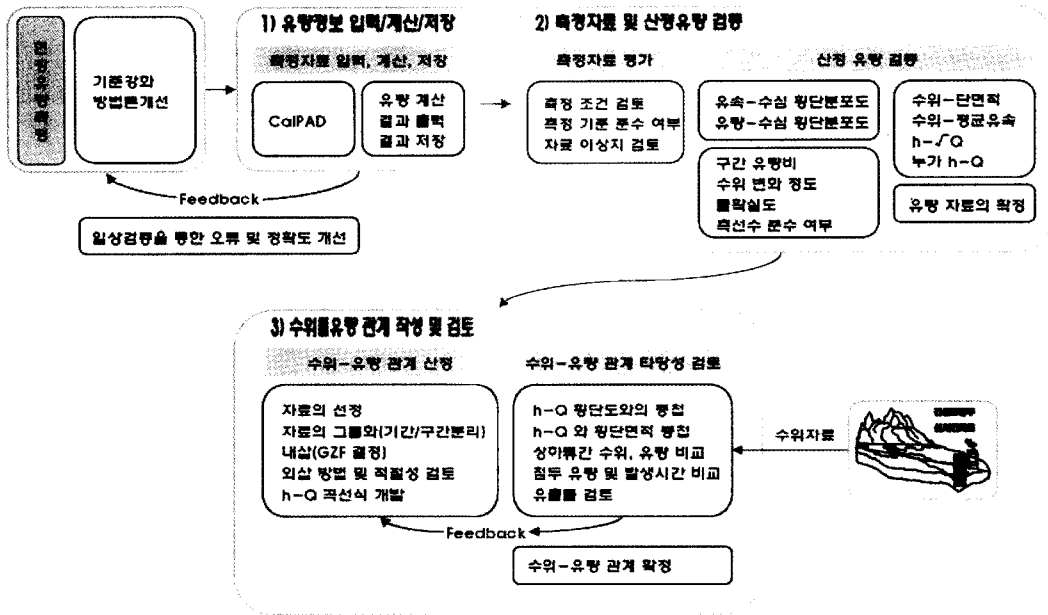 기준강화
방법론개선
1) 유량정보 입력/계산/저장
측정자료 입력, 계산, 저장
CalPAD
유량 계산
결과 출력
결과 저장
Feedback
일상검증을 통한 오류 및 정확도 개선
2) 측정자료 및 산정유량 검증
측정자료 평가
측정 조건 검토
측정 기준 준수 여부
자료 이상치 검토
산정 유량 검증
유속-수심 횡단분포도
유량-수심 횡단분포도
구간 유량비
수위 변화 정도
불확실도
측선수 준수 여부
수위-단면적
수위-평균유속
h-√Q
누가 h-Q
유량 자료의 확정
3) 수위-유량 관계 작성 및 검토
수위-유량 관계 산정
자료의 선정
자료의 그룹화(기간/구간분리)
내삽(GZF 결정)
외삽 방법 및 적절성 검토
h-Q 곡선식 개발
수위-유량 관계 타당성 검토
h-Q 횡단도와의 중첩
h-Q 와 횡단면적 중첩
상하류간 수위, 유량 비교
첨두 유량 및 발생시간 비교
유출률 검토
수위자료
Feedback
수위-유량 관계 확정